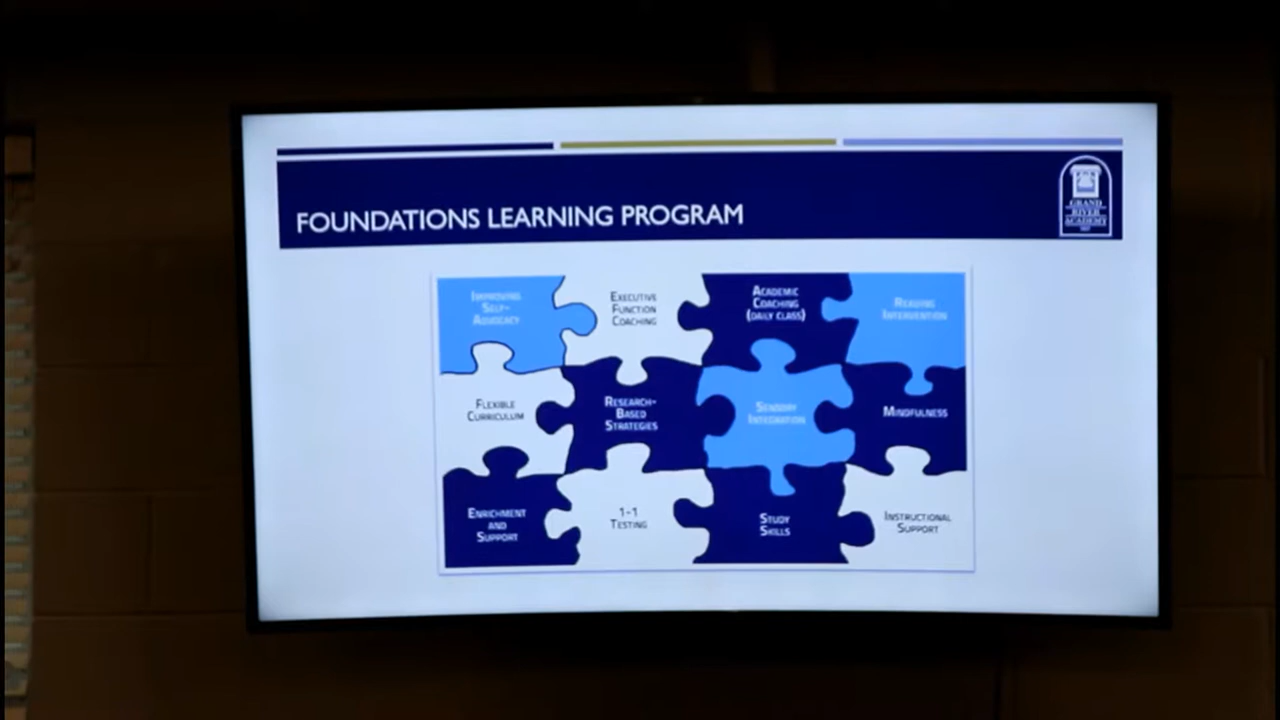 FOUNDATIONS LEARNING PROGRAM
GRAND
RIVER
ACADEMY
IMPROVING
SELF-
ADVOCACY
EXECUTIVE
FUNCTION
COACHING
ACADEMIC
COACHING
(DAILY CLASS)
READING
INTERVENTION
FLEXIBLE
CURRICULUM
RESEARCH-
BASED
STRATEGIES
SENSORY
INTEGRATION
MINDFULNESS
ENRICHMENT
AND
SUPPORT
1-1
TESTING
STUDY
SKILLS
INSTRUCTIONAL
SUPPORT